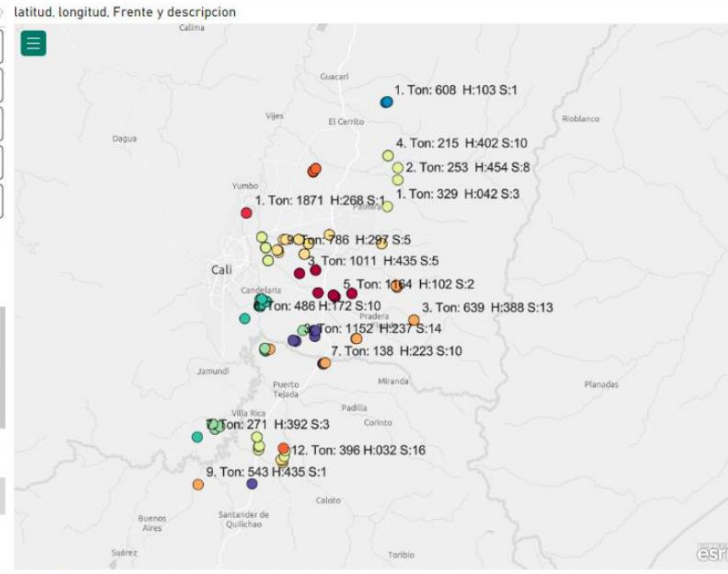 latitud, longitud, Frente y descripcion
Calima
Guacarí
1. Ton: 608 H:103 S:1
Vijes
El Cerrito
Rioblanco
Dagua
4. Ton: 215 H:402 S:10
2. Ton: 253 H:454 S:8
Yumbo
1. Ton: 329 H:042 S:3
1. Ton: 1871 H:268 S:1
Palmira
Ton: 786 H:297 S:5
3. Ton: 1011 H:435 S:5
Cali
5. Ton: 1164 H:102 S:2
Candelaria
Ton: 486 H:172 S:10
3. Ton: 639 H:388 S:13
Pradera
Ton: 1152 H:237 S:14
7. Ton: 138 H:223 S:10
Jamundí
Puerto
Tejada
Miranda
Planadas
Padilla
Villa Rica
Corinto
Ton: 271 H:392 S:3
12. Ton: 396 H:032 S:16
9. Ton: 543 H:435 S:1
Caloto
Buenos
Aires
Santander de
Quilichao
Suárez
Toribío
esri